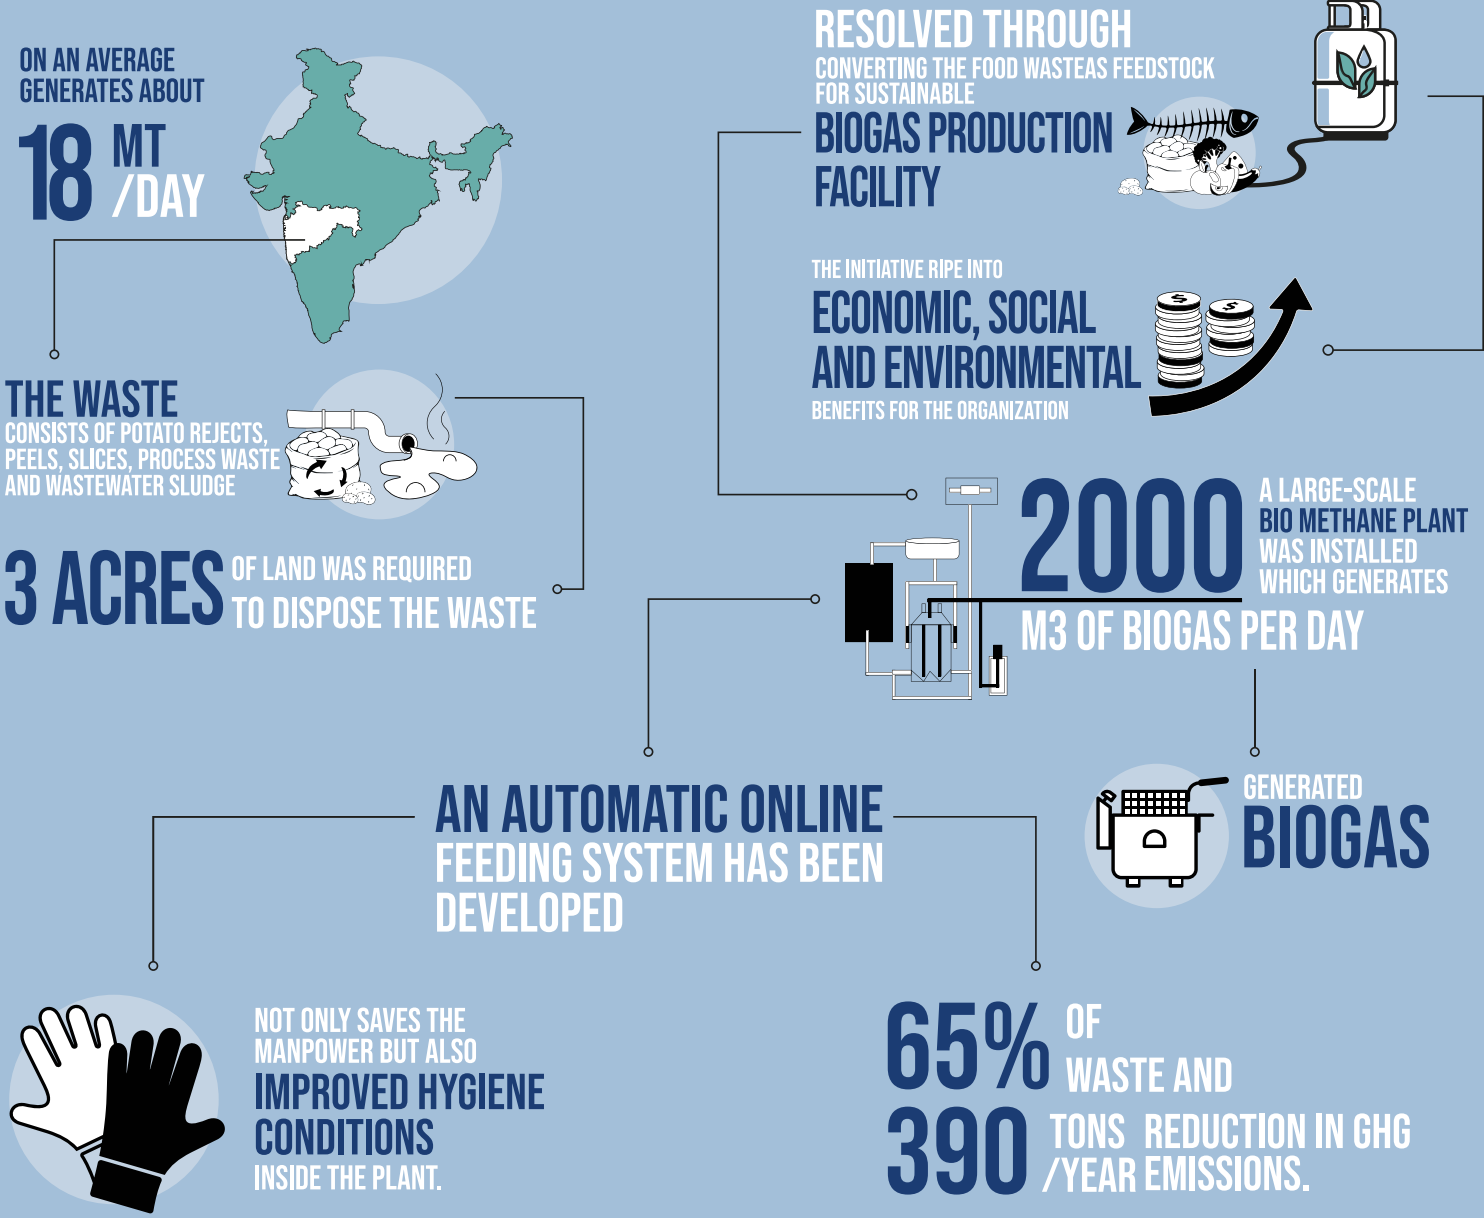 ON AN AVERAGE
GENERATES ABOUT
18 MT
/DAY
THE WASTE
CONSISTS OF POTATO REJECTS,
PEELS, SLICES, PROCESS WASTE
AND WASTEWATER SLUDGE
3 ACRES OF LAND WAS REQUIRED
TO DISPOSE THE WASTE
RESOLVED THROUGH
CONVERTING THE FOOD WASTEAS FEEDSTOCK
FOR SUSTAINABLE
BIOGAS PRODUCTION
FACILITY
THE INITIATIVE RIPE INTO
ECONOMIC, SOCIAL
AND ENVIRONMENTAL
BENEFITS FOR THE ORGANIZATION
$ $
2000
A LARGE-SCALE
BIO METHANE PLANT
WAS INSTALLED
WHICH GENERATES
M3 OF BIOGAS PER DAY
GENERATED
BIOGAS
AN AUTOMATIC ONLINE
FEEDING SYSTEM HAS BEEN
DEVELOPED
NOT ONLY SAVES THE
MANPOWER BUT ALSO
IMPROVED HYGIENE
CONDITIONS
INSIDE THE PLANT.
65% OF
WASTE AND
390 TONS REDUCTION IN GHG
/YEAR EMISSIONS.